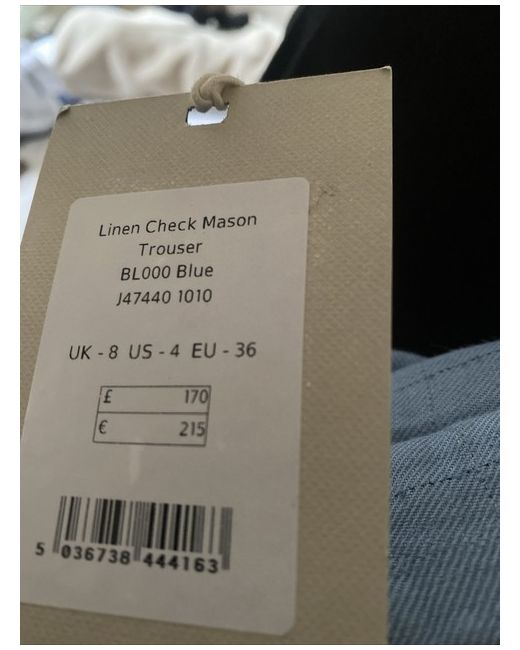 Linen Check Mason
Trouser
BL000 Blue
J47440 1010
UK - 8 US - 4 EU - 36
£ 170
€ 215
5 036738 444163